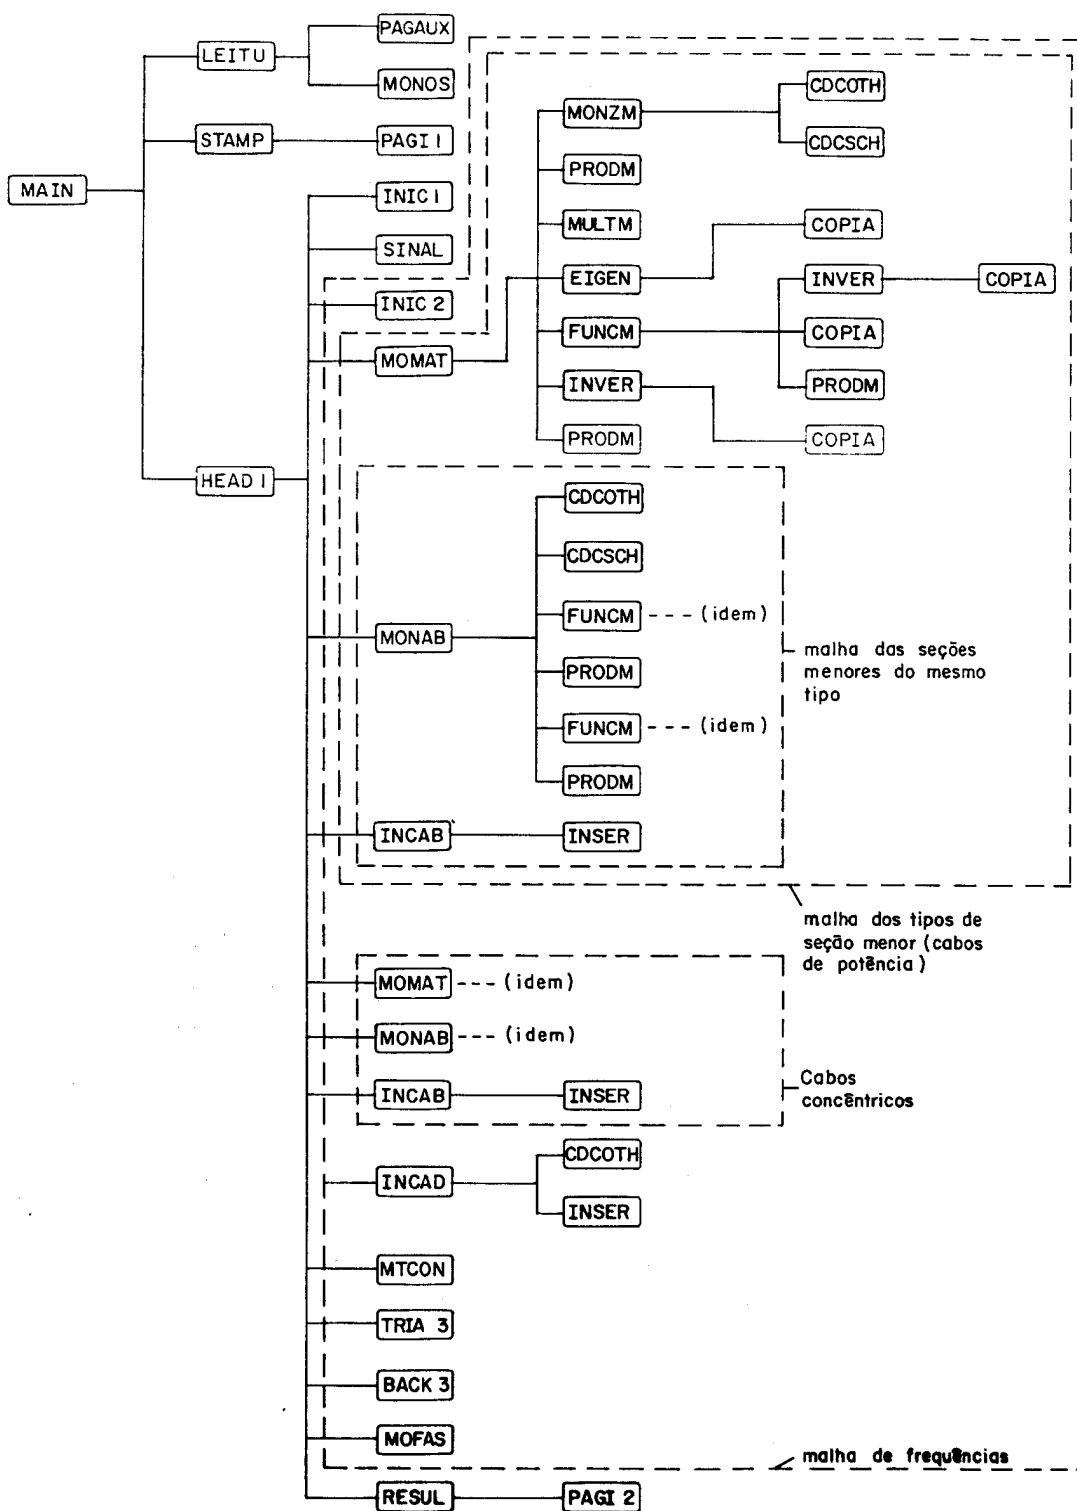 PAGAUX
LEITU
MONOS
CDCOTH
MONZM
STAMP
PAGI 1
CDCSCH
PRODM
MAIN
INIC 1
MULTM
COPIA
SINAL
EIGEN
INVER
COPIA
INIC 2
FUNCM
COPIA
MOMAT
INVER
PRODM
PRODM
COPIA
HEAD 1
CDCOTH
CDCSCH
FUNCM --- (idem)
MONAB
malha das seções
menores do mesmo
tipo
PRODM
FUNCM --- (idem)
PRODM
INCAB
INSER
malha dos tipos de
seção menor (cabos
de potência)
MOMAT --- (idem)
MONAB --- (idem)
INCAB
INSER
Cabos
concêntricos
CDCOTH
INCAD
INSER
MTCON
TRIA 3
BACK 3
MOFAS
malha de frequências
RESUL
PAGI 2